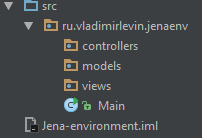 src
ru.vladimirlevin.jenaenv
controllers
models
views
Main
Jena-environment.iml